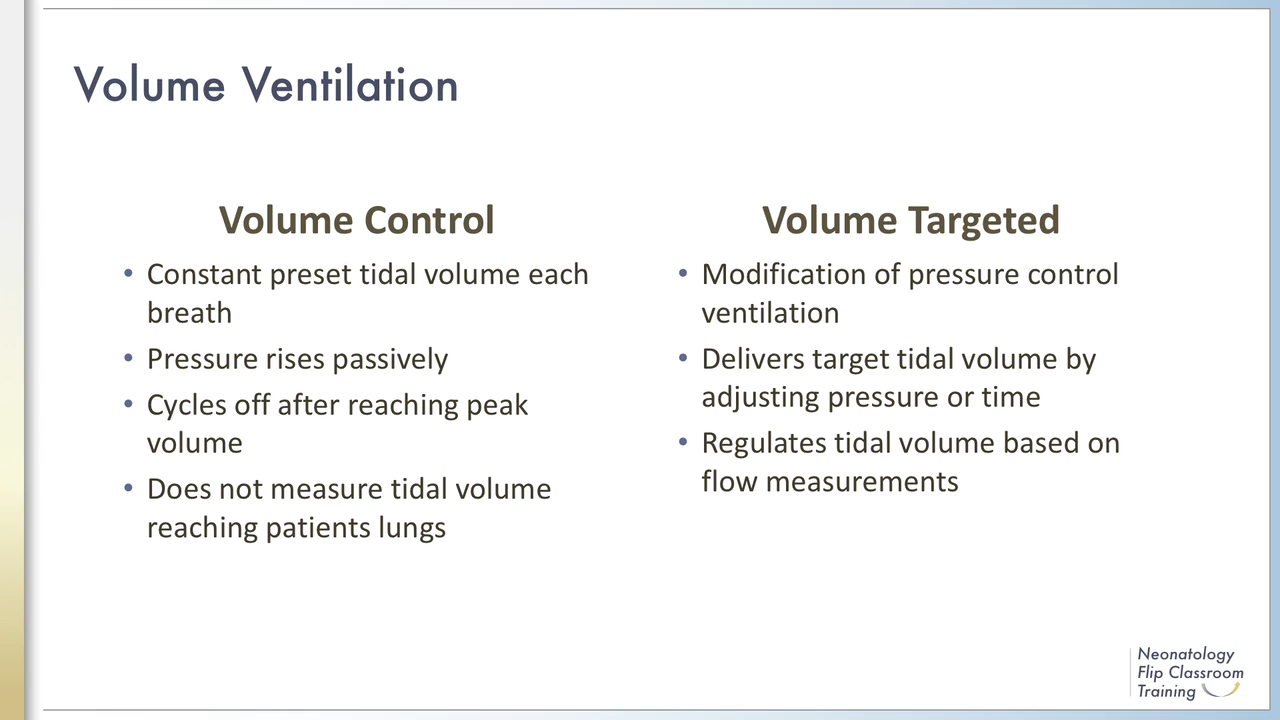 Volume Ventilation
Volume Control
• Constant preset tidal volume each
breath
• Pressure rises passively
• Cycles off after reaching peak
volume
• Does not measure tidal volume
reaching patients lungs
Volume Targeted
• Modification of pressure control
ventilation
• Delivers target tidal volume by
adjusting pressure or time
• Regulates tidal volume based on
flow measurements
Neonatology
Flip Classroom
Training